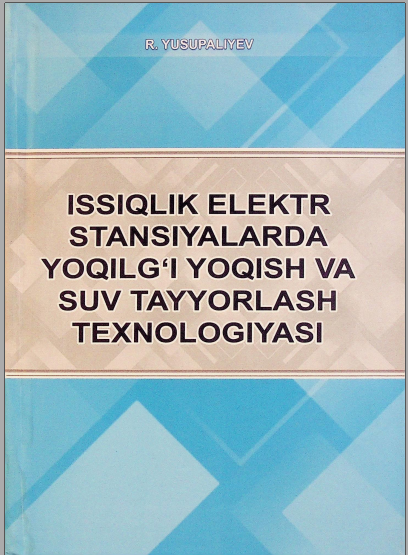 R. YUSUPALIYEV
ISSIQLIK ELEKTR
STANSIYALARDA
YOQILG‘I YOQISH VA
SUV TAYYORLASH
TEXNOLOGIYASI